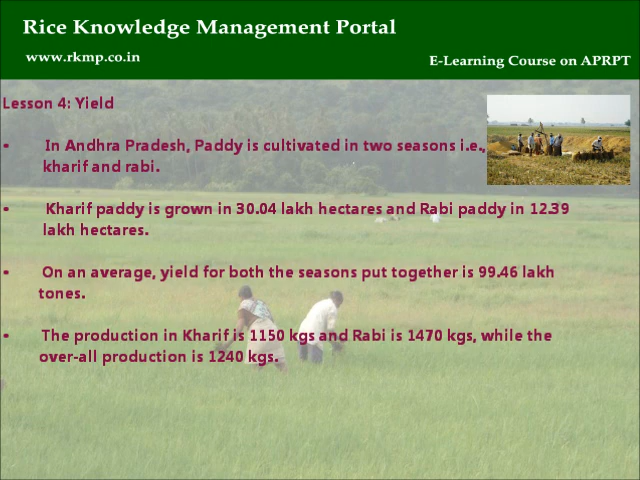 Rice Knowledge Management Portal
www.rkmp.co.in
E-Learning Course on APRPT
Lesson 4: Yield
• In Andhra Pradesh, Paddy is cultivated in two seasons i.e.,
kharif and rabi.
• Kharif paddy is grown in 30.04 lakh hectares and Rabi paddy in 12.39
lakh hectares.
• On an average, yield for both the seasons put together is 99.46 lakh
tones.
• The production in Kharif is 1150 kgs and Rabi is 1470 kgs, while the
over-all production is 1240 kgs.